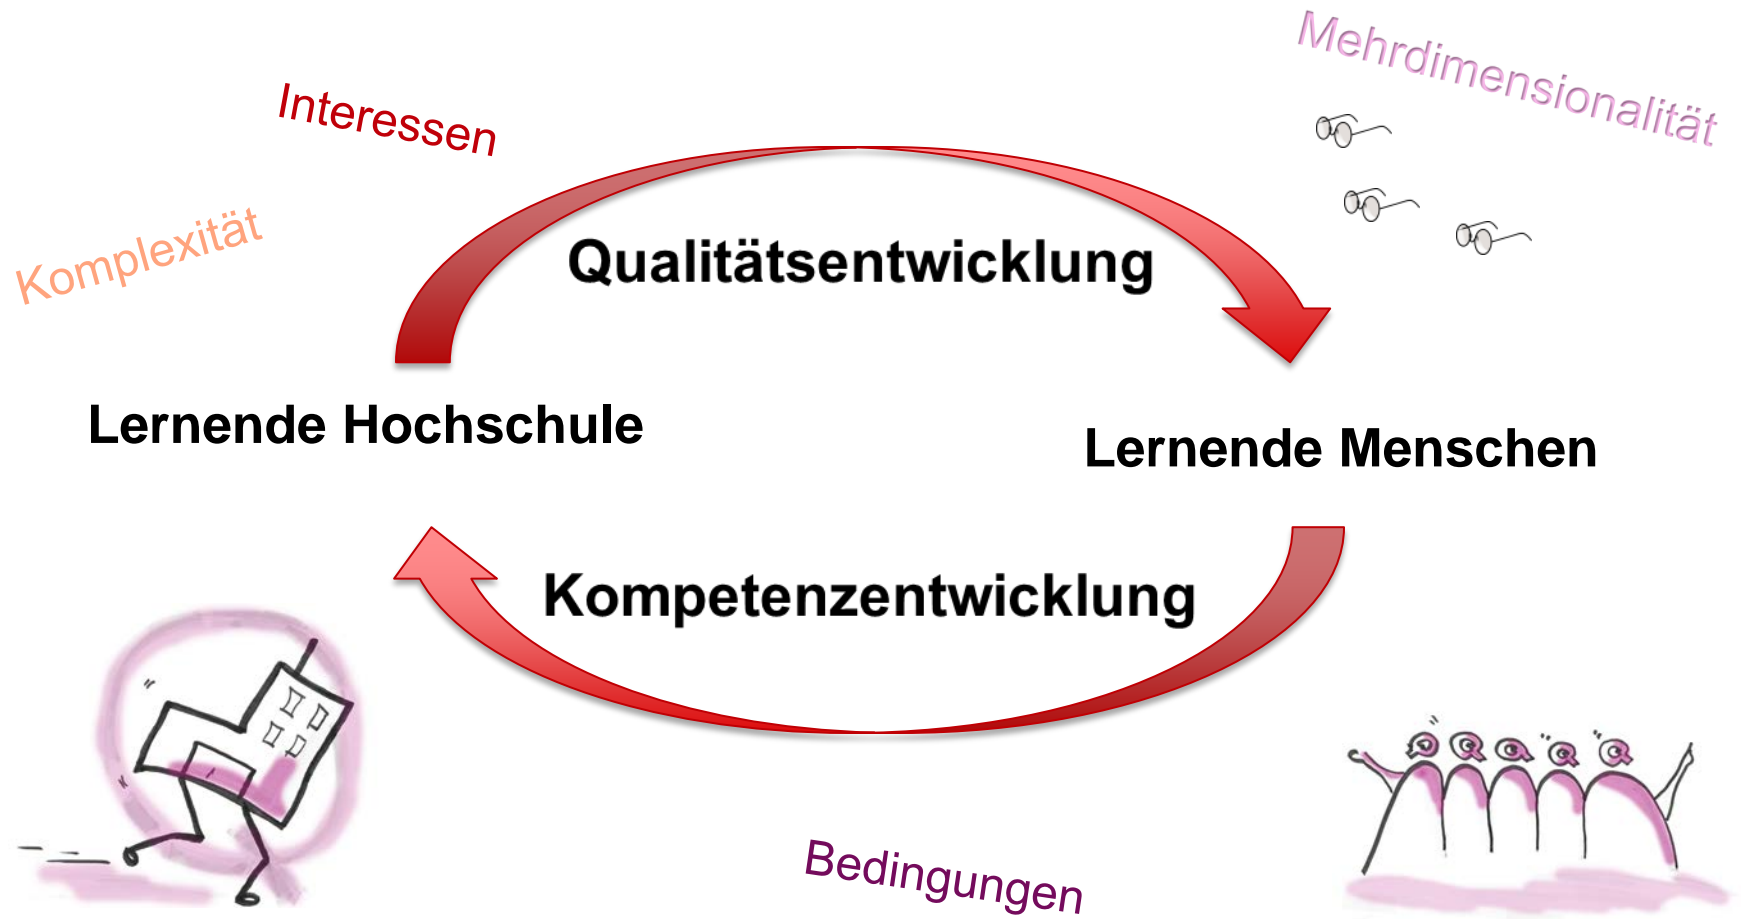 Mehrdimensionalität
Interessen
Komplexität
Qualitätsentwicklung
Lernende Hochschule
Lernende Menschen
Kompetenzentwicklung
Bedingungen